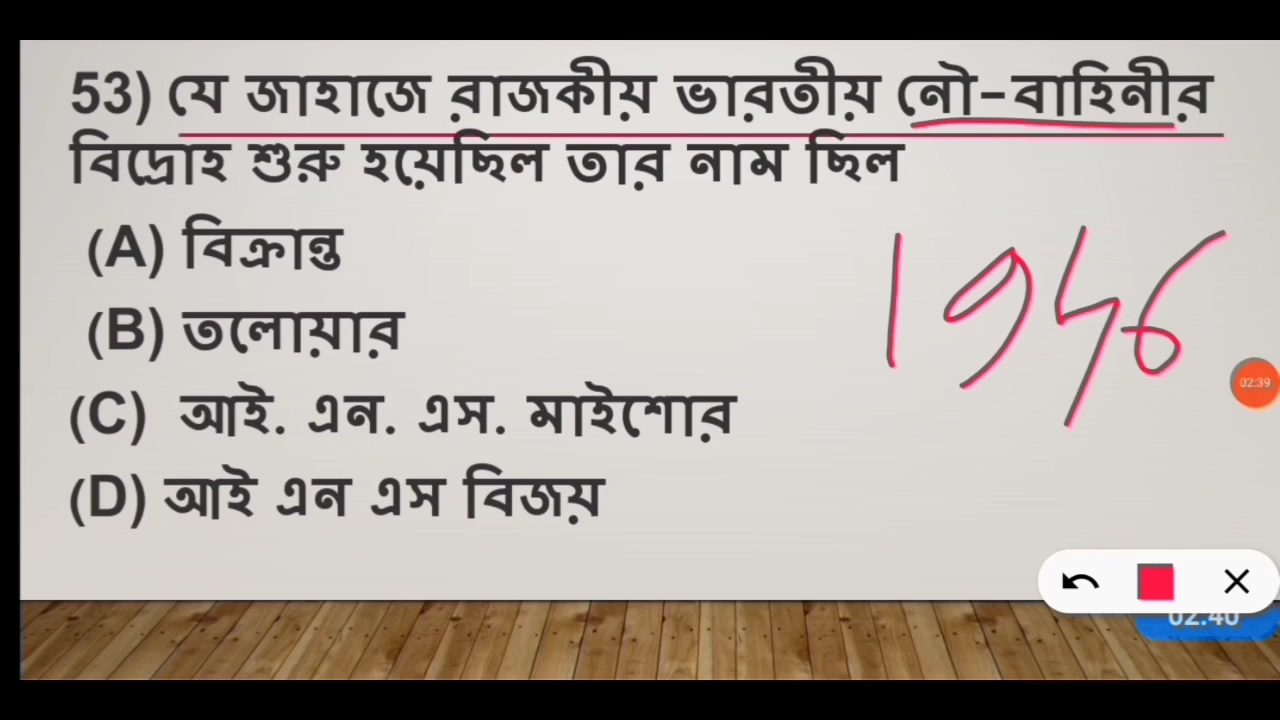 53) যে জাহাজে রাজকীয় ভারতীয় নৌ-বাহিনীর
বিদ্রোহ শুরু হয়েছিল তার নাম ছিল
(A) বিক্রান্ত
(B) তলোয়ার
(C) আই. এন. এস. মাইশোর
(D) আই এন এস বিজয়
1946
02:39
02:40